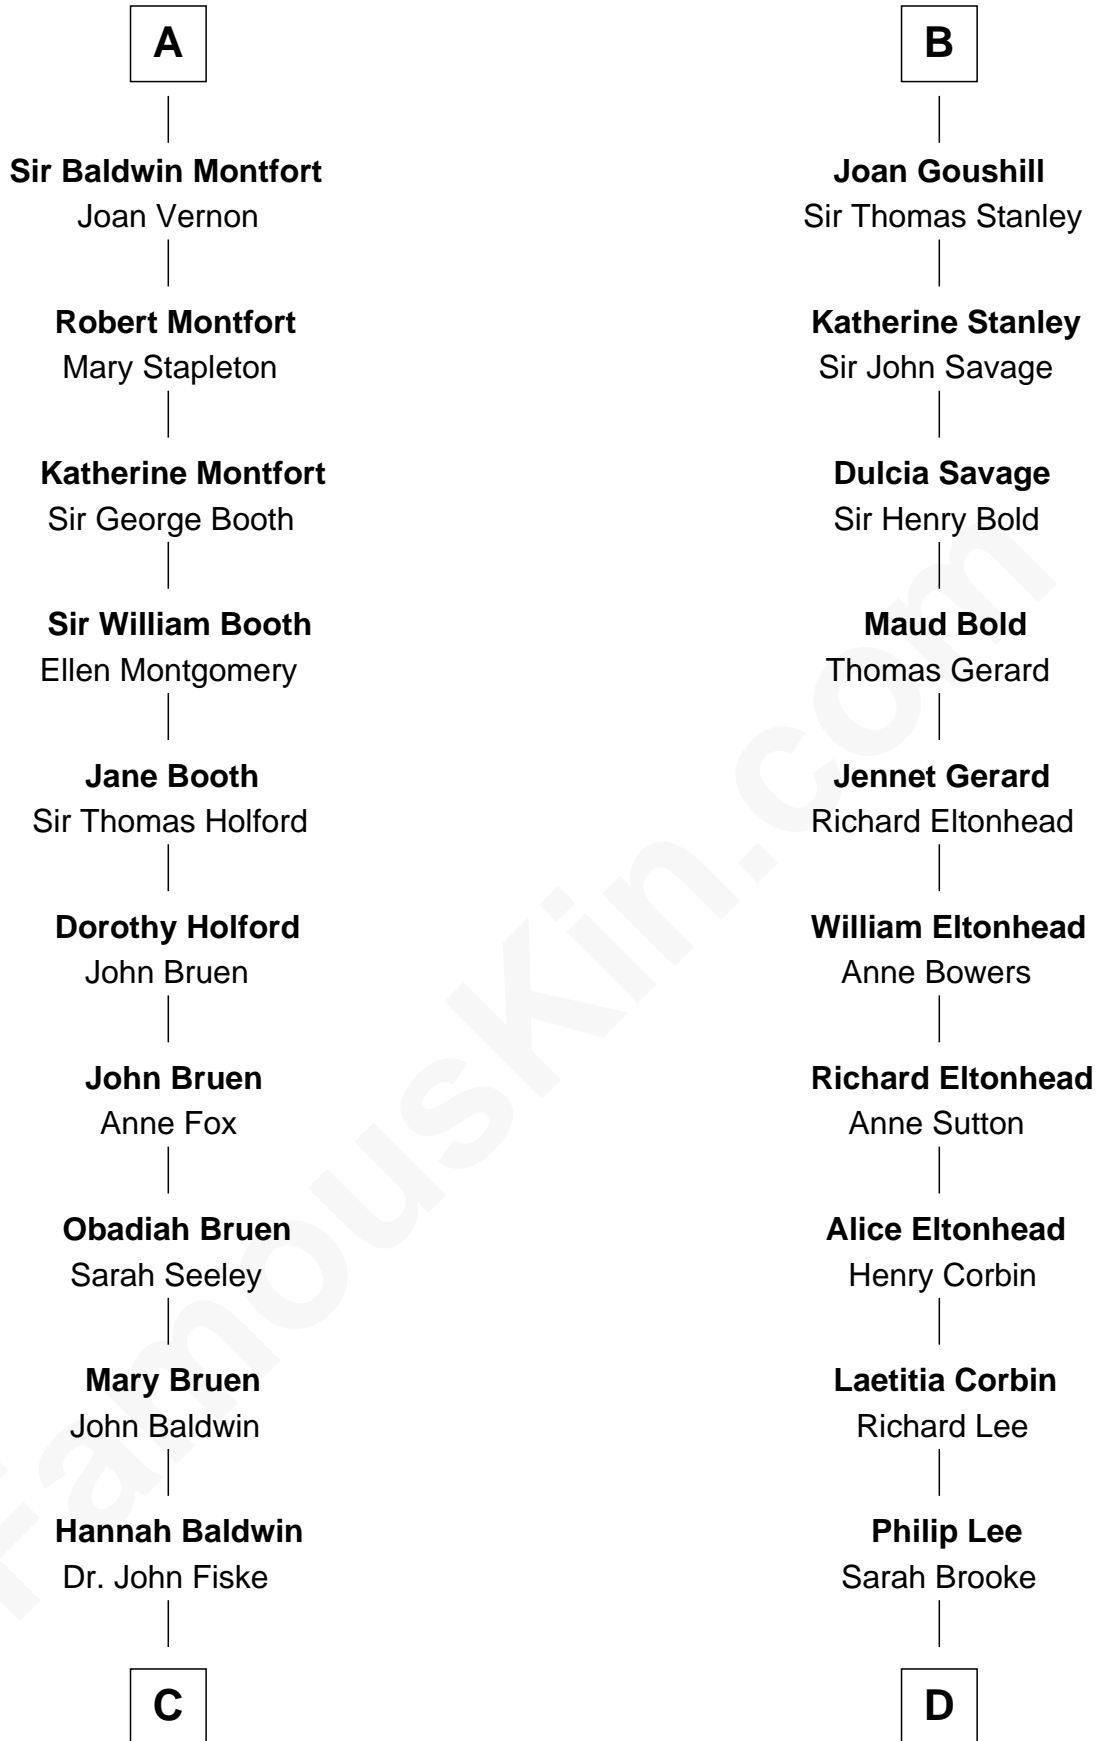 A
Sir Baldwin Montfort
Joan Vernon
Robert Montfort
Mary Stapleton
Katherine Montfort
Sir George Booth
Sir William Booth
Ellen Montgomery
Jane Booth
Sir Thomas Holford
Dorothy Holford
John Bruen
John Bruen
Anne Fox
Obadiah Bruen
Sarah Seeley
Mary Bruen
John Baldwin
Hannah Baldwin
Dr. John Fiske
C
B
Joan Goushill
Sir Thomas Stanley
Katherine Stanley
Sir John Savage
Dulcia Savage
Sir Henry Bold
Maud Bold
Thomas Gerard
Jennet Gerard
Richard Eltonhead
William Eltonhead
Anne Bowers
Richard Eltonhead
Anne Sutton
Alice Eltonhead
Henry Corbin
Laetitia Corbin
Richard Lee
Philip Lee
Sarah Brooke
D
FamousKin.com